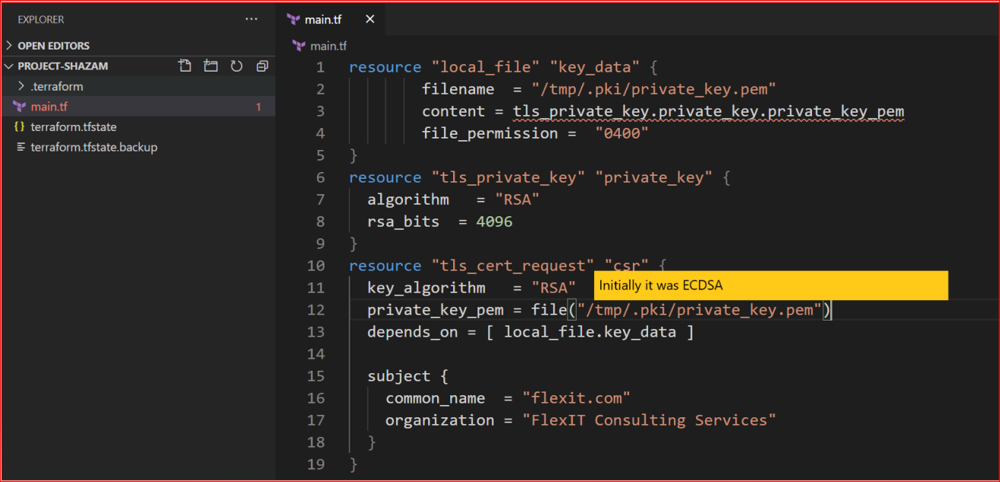 EXPLORER
···
main.tf ×
OPEN EDITORS
PROJECT-SHAZAM
.terraform
main.tf 1
{} terraform.tfstate
terraform.tfstate.backup
main.tf
1 resource "local_file" "key_data" {
2 filename = "/tmp/.pki/private_key.pem"
3 content = tls_private_key.private_key.private_key_pem
4 file_permission = "0400"
5 }
6 resource "tls_private_key" "private_key" {
7 algorithm = "RSA"
8 rsa_bits = 4096
9 }
10 resource "tls_cert_request" "csr" {
11 key_algorithm = "RSA"
Initially it was ECDSA
12 private_key_pem = file("/tmp/.pki/private_key.pem")
13 depends_on = [ local_file.key_data ]
14
15 subject {
16 common_name = "flexit.com"
17 organization = "FlexIT Consulting Services"
18 }
19 }